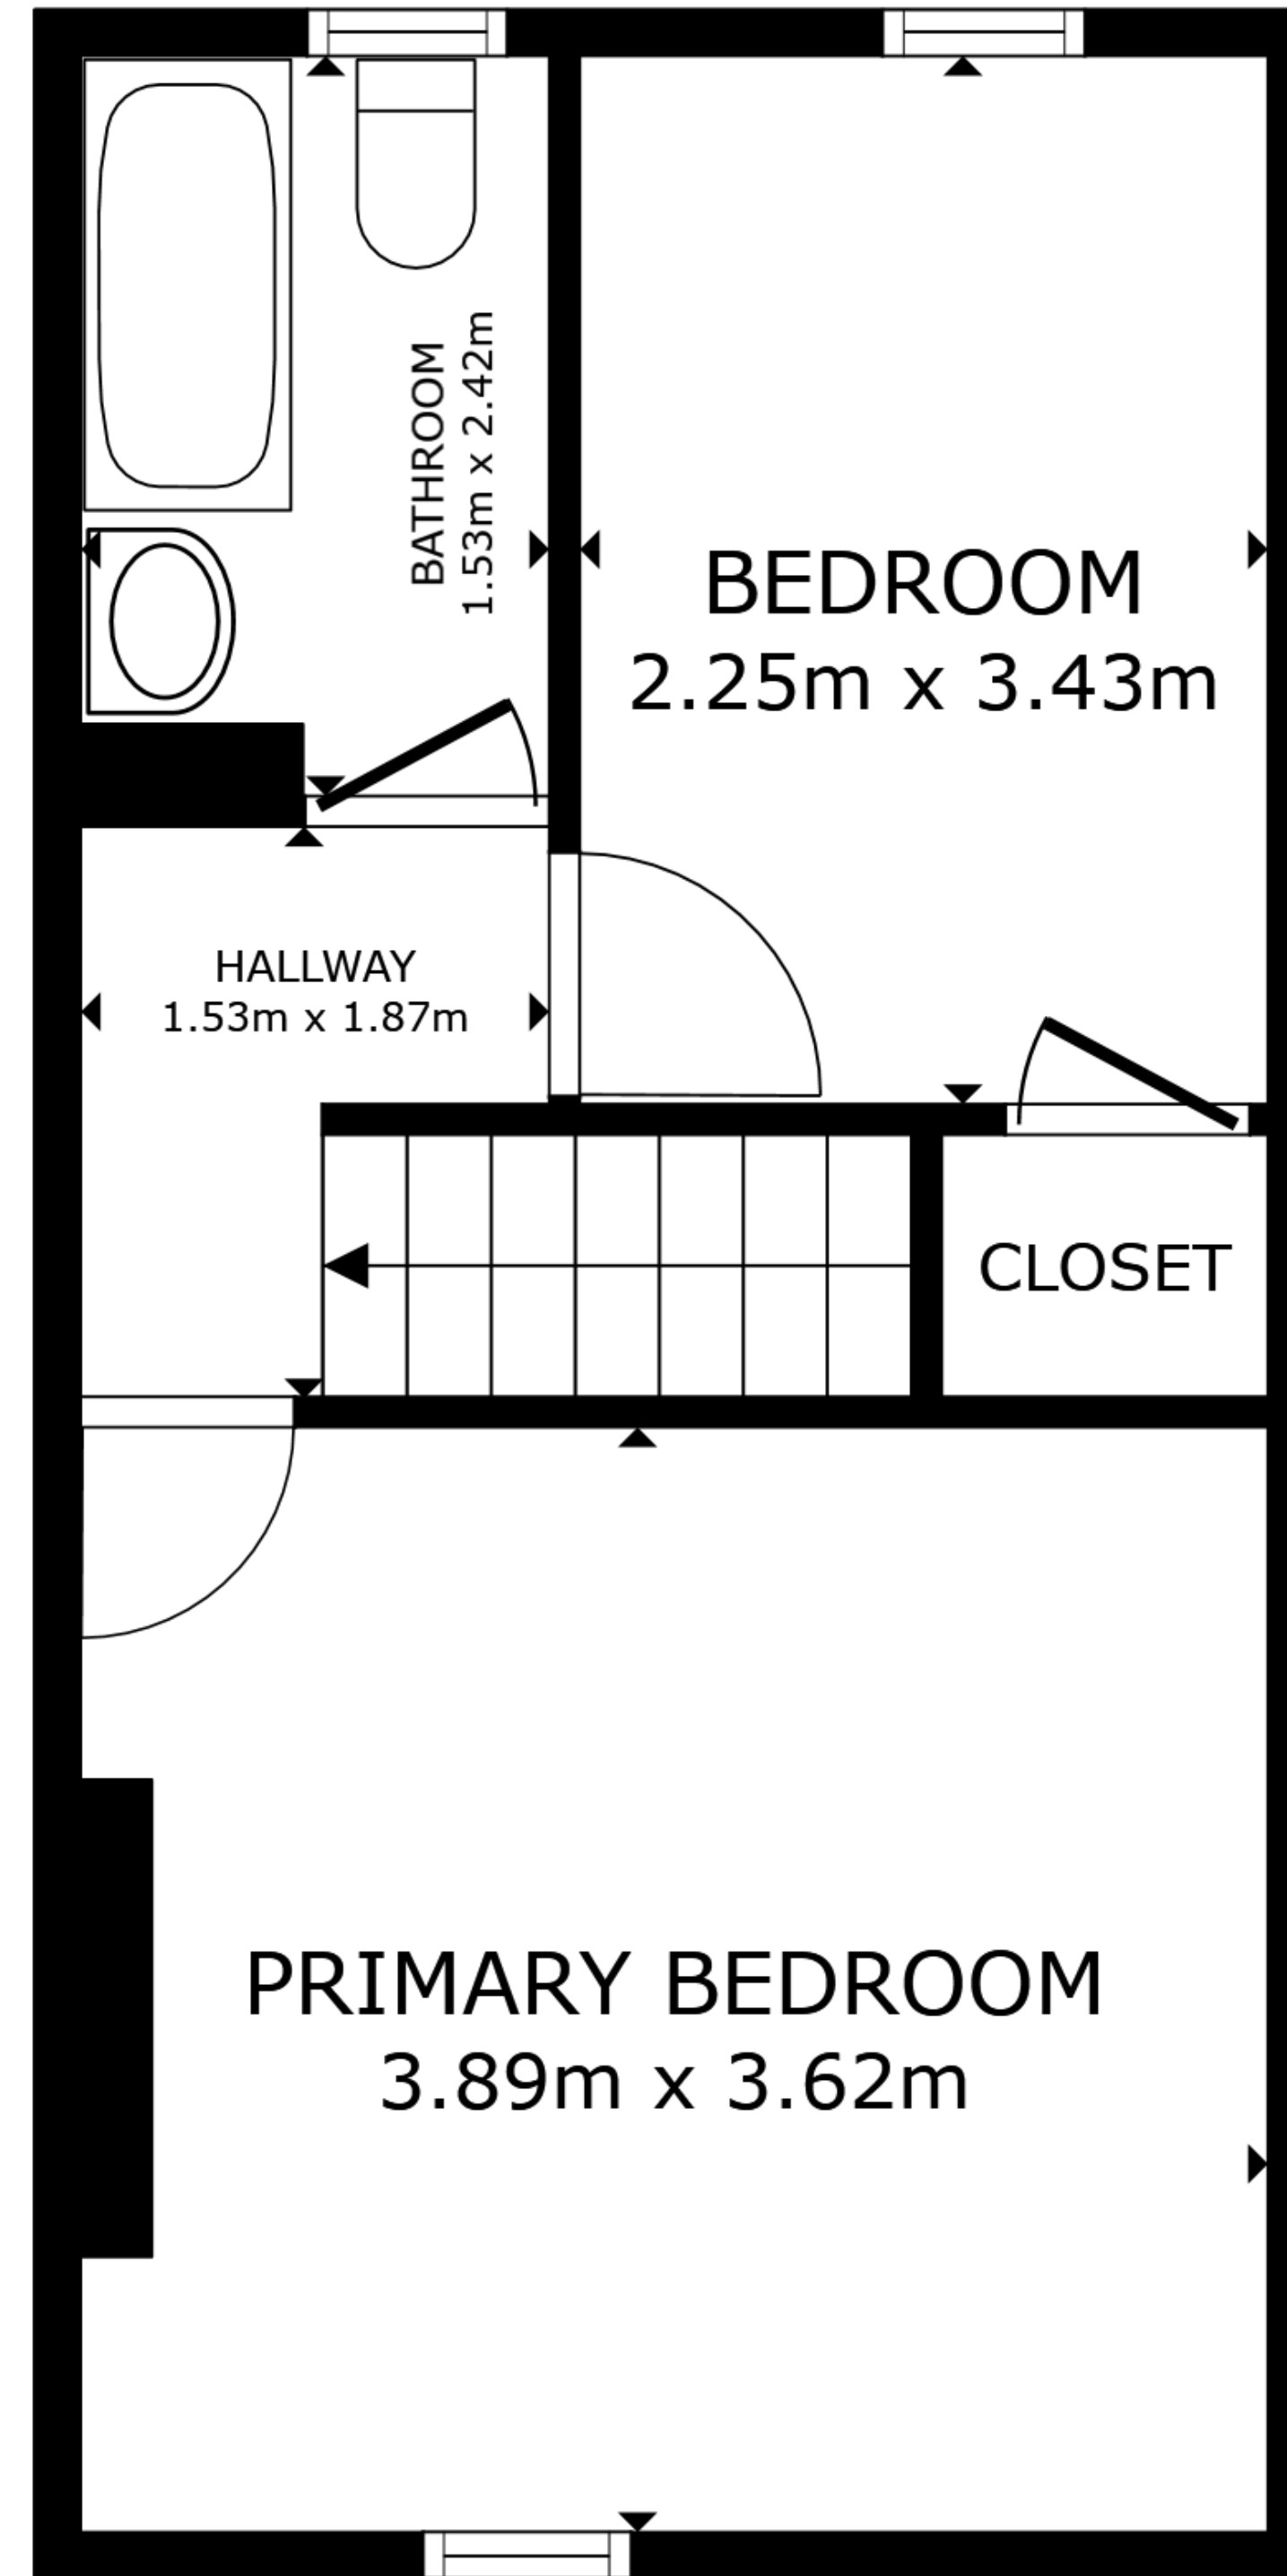 BATHROOM
1.53m x 2.42m
BEDROOM
2.25m x 3.43m
HALLWAY
1.53m x 1.87m
CLOSET
PRIMARY BEDROOM
3.89m x 3.62m